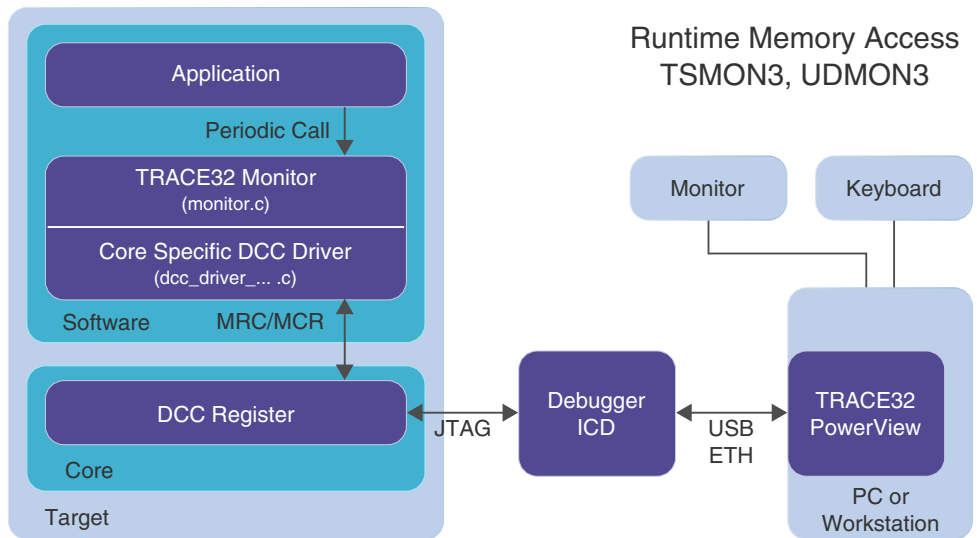 Runtime Memory Access
TSMON3, UDMON3
Application
Periodic Call
TRACE32 Monitor
(monitor.c)
Core Specific DCC Driver
(dcc_driver_... .c)
Software
MRC/MCR
DCC Register
Core
Target
JTAG
Debugger
ICD
USB
ETH
Monitor
Keyboard
TRACE32
PowerView
PC or
Workstation